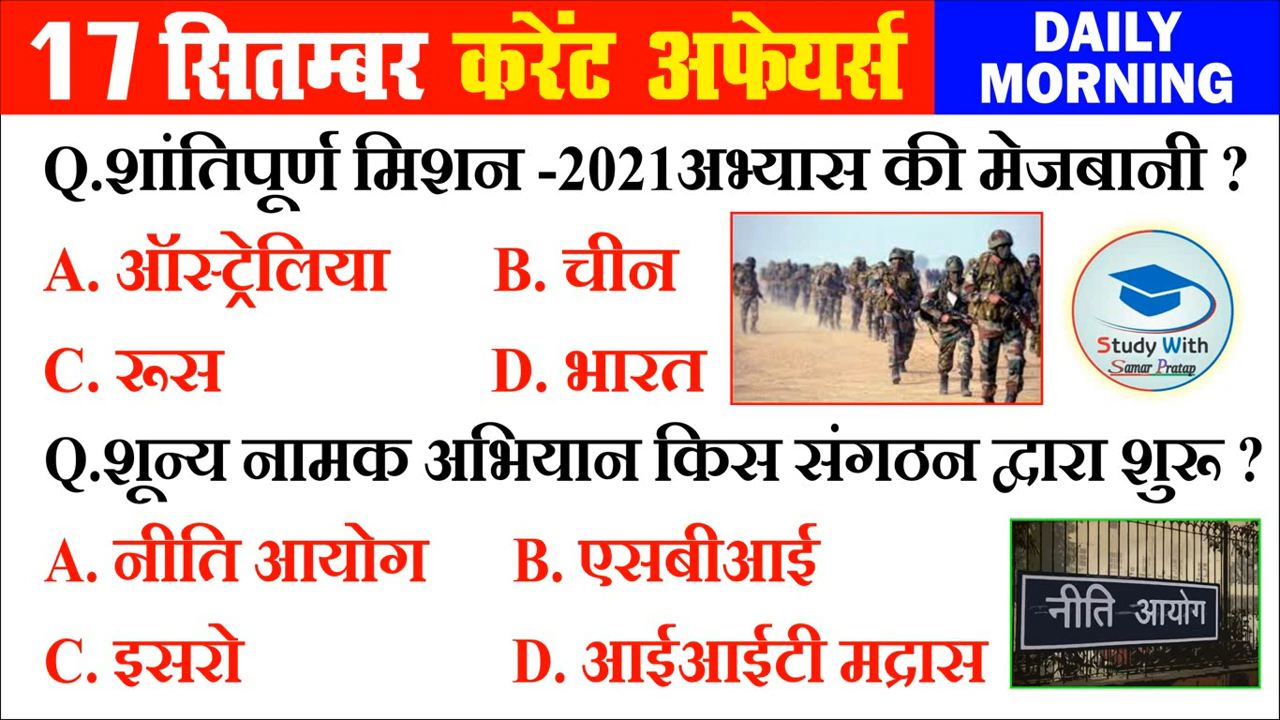 17 सितम्बर करेंट अफेयर्स
DAILY
MORNING
Q.शांतिपूर्ण मिशन -2021अभ्यास की मेजबानी ?
A. ऑस्ट्रेलिया B. चीन
C. रूस D. भारत
Study With
Samar Pratap
Q.शून्य नामक अभियान किस संगठन द्वारा शुरू ?
A. नीति आयोग B. एसबीआई
C. इसरो D. आईआईटी मद्रास
नीति आयोग